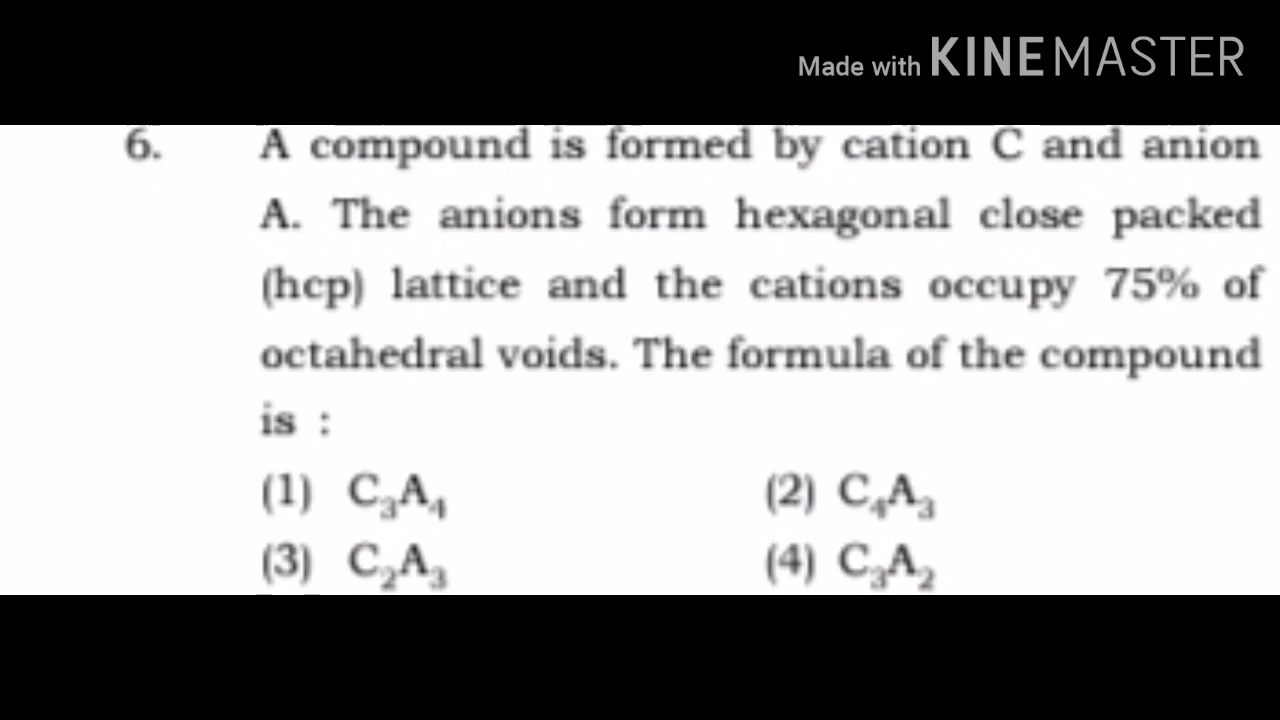 Made with KINEMASTER
6. A compound is formed by cation C and anion
A. The anions form hexagonal close packed
(hcp) lattice and the cations occupy 75% of
octahedral voids. The formula of the compound
is :
(1) C₃A₄ (2) C₄A₃
(3) C₂A₃ (4) C₃A₂